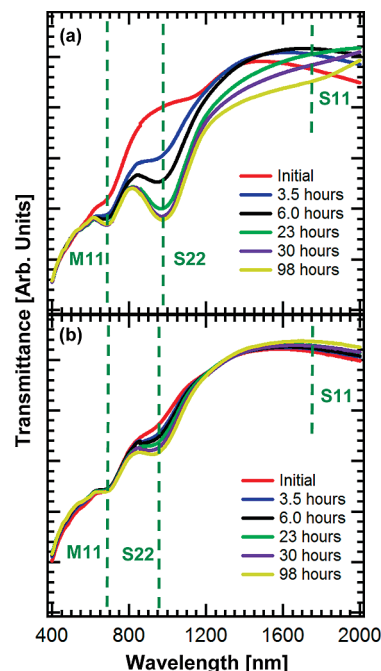 (a)
S11
Initial
3.5 hours
6.0 hours
23 hours
30 hours
98 hours
M11
S22
Transmittance [Arb. Units]
(b)
S11
Initial
3.5 hours
6.0 hours
23 hours
30 hours
98 hours
M11
S22
400
800
1200
1600
2000
Wavelength [nm]